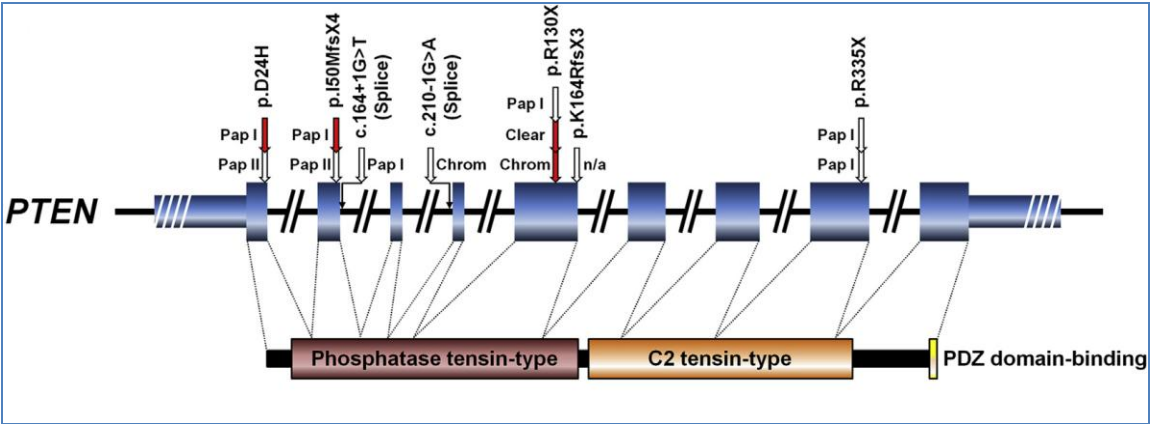 p.D24H
p.I50MfsX4
c.164+1G>T
(Splice)
c.210-1G>A
(Splice)
p.R130X
p.K164RfsX3
p.R335X
Pap I
Pap II
Pap I
Pap II
Pap I
Chrom
Pap I
Clear
Chrom
n/a
Pap I
Pap I
PTEN
Phosphatase tensin-type
C2 tensin-type
PDZ domain-binding